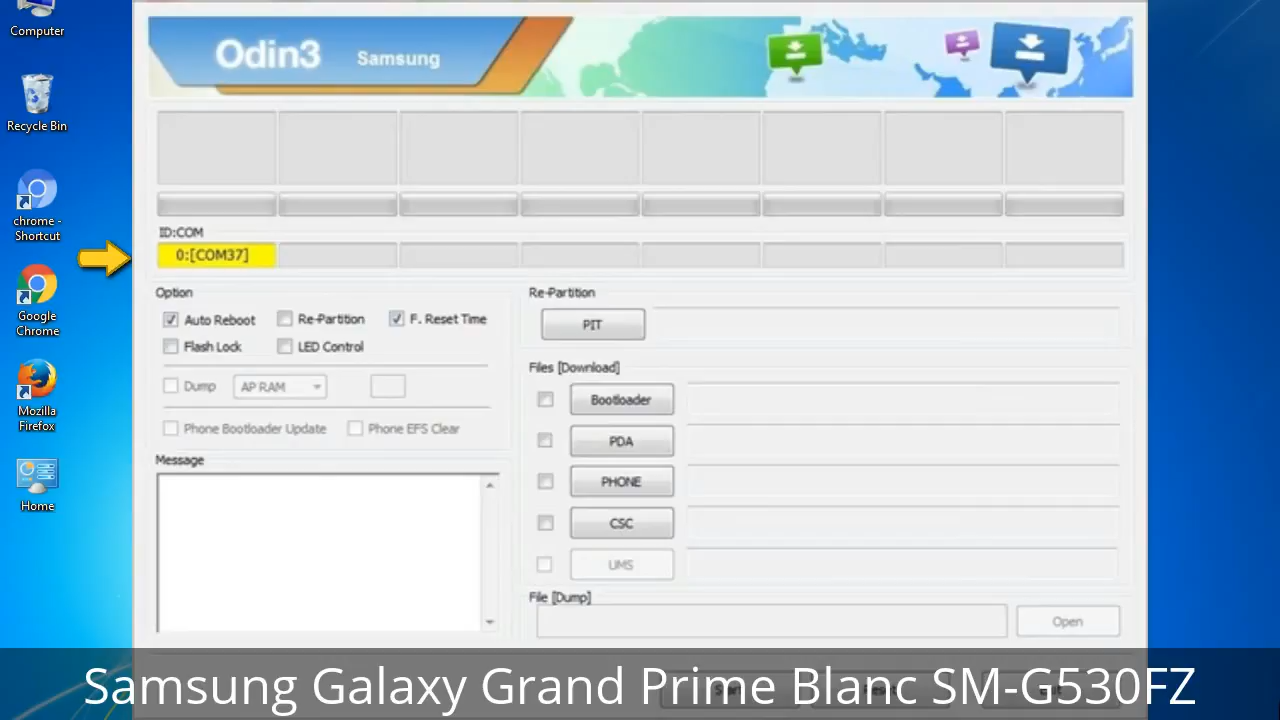 Computer
Recycle Bin
chrome -
Shortcut
Google
Chrome
Mozilla
Firefox
Home
Odin3 Samsung
ID:COM
0:[COM37]
Option
Auto Reboot Re-Partition F. Reset Time
Flash Lock LED Control
Dump AP RAM
Phone Bootloader Update Phone EFS Clear
Message
Re-Partition
PIT
Files [Download]
Bootloader
PDA
PHONE
CSC
UMS
File [Dump]
Open
Start Reset
Samsung Galaxy Grand Prime Blanc SM-G530FZ